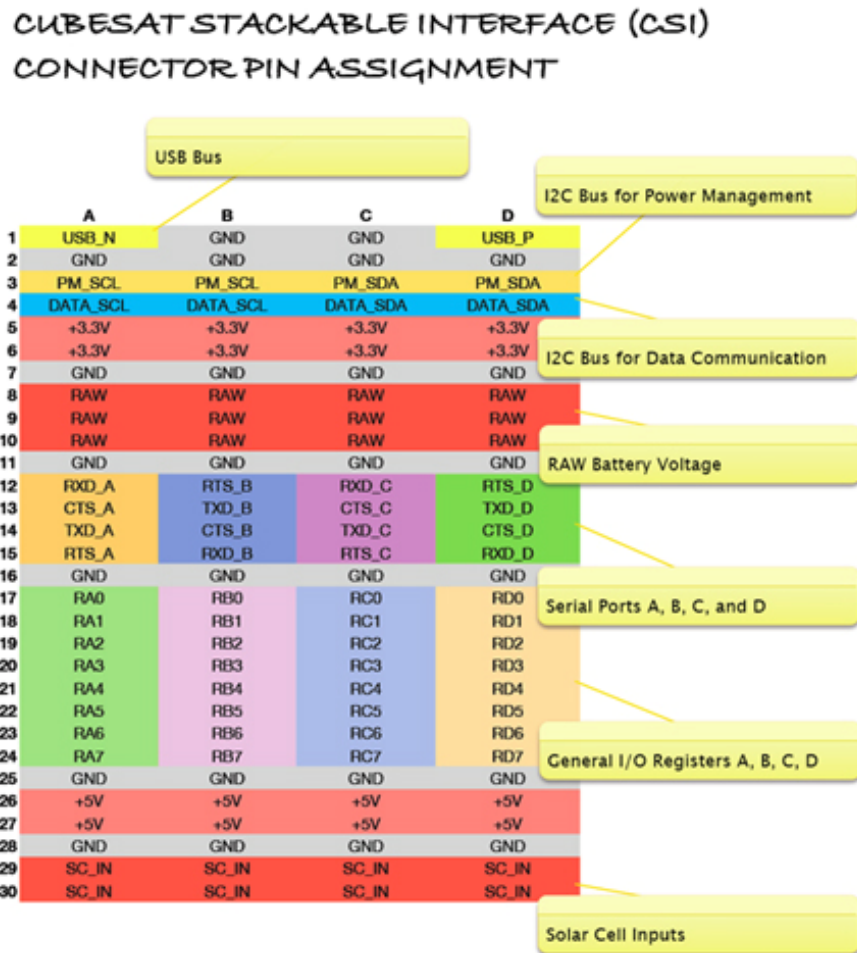 CUBESAT STACKABLE INTERFACE (CSI)
CONNECTOR PIN ASSIGNMENT
USB Bus
I2C Bus for Power Management
A B C D
1 USB_N GND GND USB_P
2 GND GND GND GND
3 PM_SCL PM_SCL PM_SDA PM_SDA
4 DATA_SCL DATA_SCL DATA_SDA DATA_SDA
5 +3.3V +3.3V +3.3V +3.3V
6 +3.3V +3.3V +3.3V +3.3V
I2C Bus for Data Communication
7 GND GND GND GND
8 RAW RAW RAW RAW
9 RAW RAW RAW RAW
10 RAW RAW RAW RAW
11 GND GND GND GND
RAW Battery Voltage
12 RXD_A RTS_B RXD_C RTS_D
13 CTS_A TXD_B CTS_C TXD_D
14 TXD_A CTS_B TXD_C CTS_D
15 RTS_A RXD_B RTS_C RXD_D
16 GND GND GND GND
17 RA0 RB0 RC0 RD0
Serial Ports A, B, C, and D
18 RA1 RB1 RC1 RD1
19 RA2 RB2 RC2 RD2
20 RA3 RB3 RC3 RD3
21 RA4 RB4 RC4 RD4
22 RA5 RB5 RC5 RD5
23 RA6 RB6 RC6 RD6
24 RA7 RB7 RC7 RD7
General I/O Registers A, B, C, D
25 GND GND GND GND
26 +5V +5V +5V +5V
27 +5V +5V +5V +5V
28 GND GND GND GND
29 SC_IN SC_IN SC_IN SC_IN
30 SC_IN SC_IN SC_IN SC_IN
Solar Cell Inputs